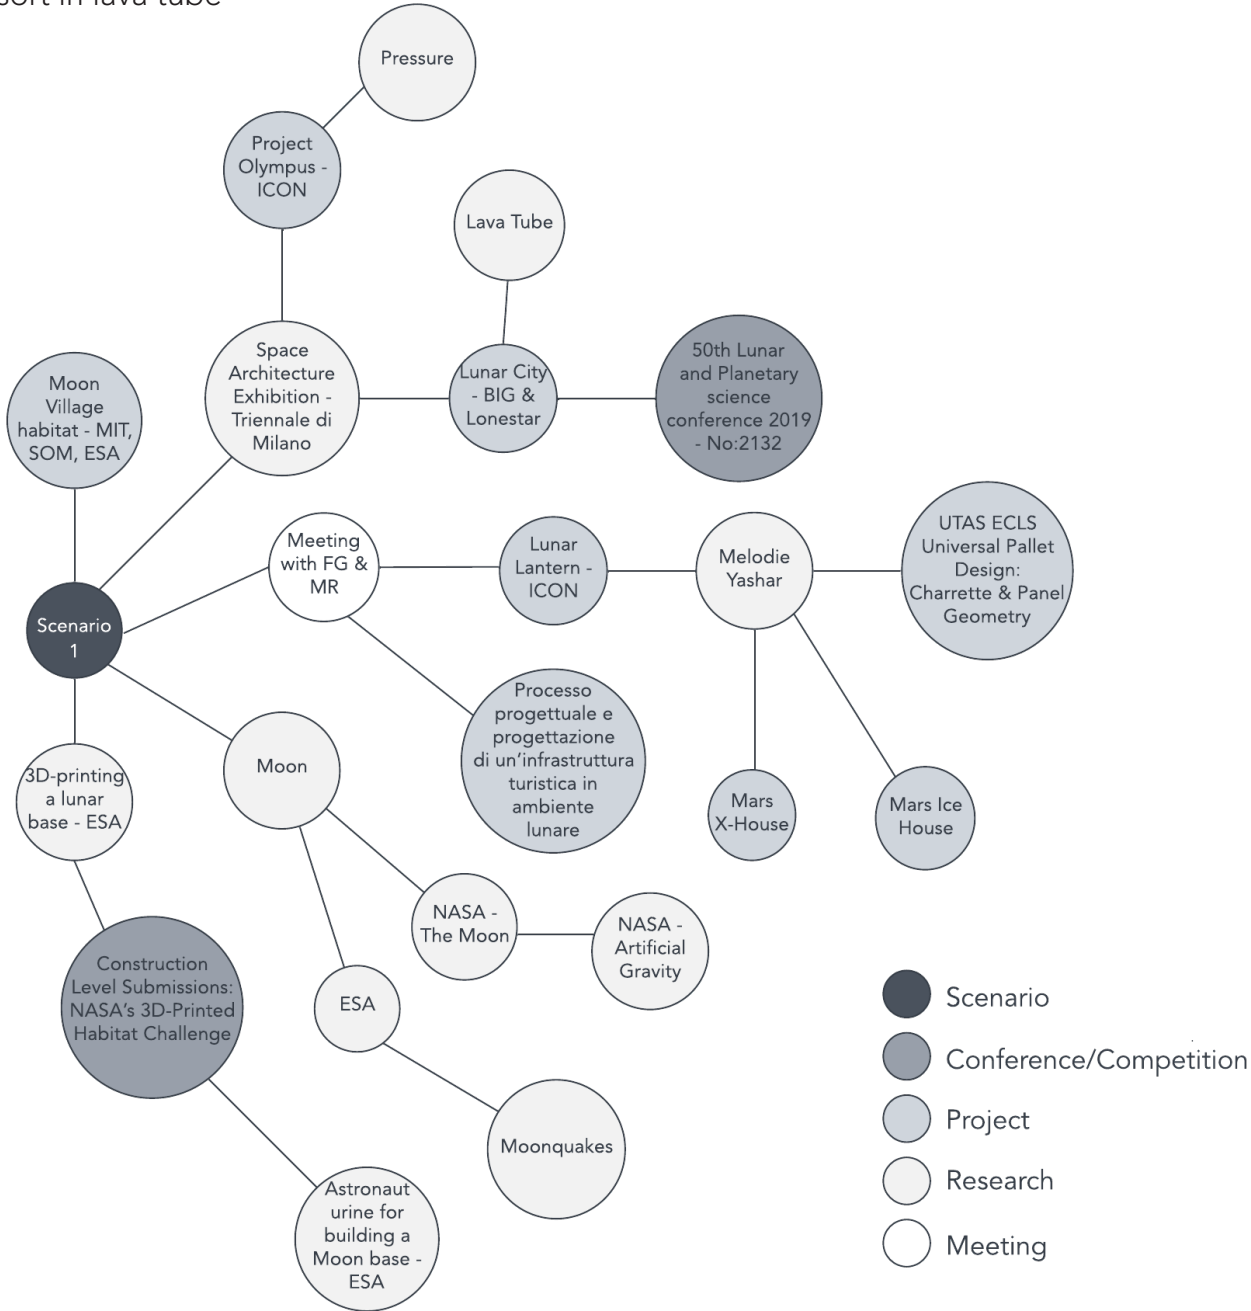 sort in lava tube
Pressure
Project
Olympus -
ICON
Lava Tube
Space
Architecture
Exhibition -
Triennale di
Milano
Lunar City
- BIG &
Lonestar
50th Lunar
and Planetary
science
conference 2019
- No:2132
Moon
Village
habitat - MIT,
SOM, ESA
Meeting
with FG &
MR
Lunar
Lantern -
ICON
Melodie
Yashar
UTAS ECLS
Universal Pallet
Design:
Charrette & Panel
Geometry
Scenario
1
Processo
progettuale e
progettazione
di un’infrastruttura
turistica in
ambiente
lunare
Moon
3D-printing
a lunar
base - ESA
Mars
X-House
Mars Ice
House
NASA -
The Moon
NASA -
Artificial
Gravity
Construction
Level Submissions:
NASA’s 3D-Printed
Habitat Challenge
ESA
Moonquakes
Astronaut
urine for
building a
Moon base -
ESA
Scenario
Conference/Competition
Project
Research
Meeting